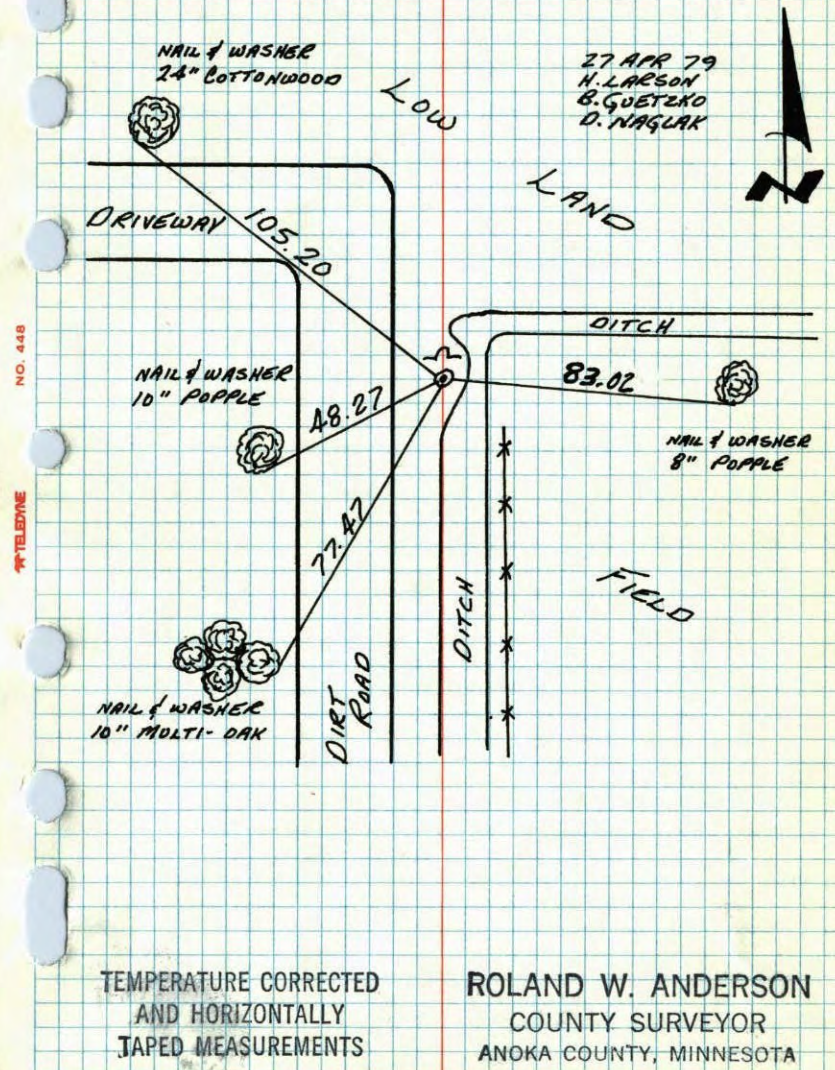 NAIL & WASHER
24" COTTONWOOD
LOW
27 APR 79
H. LARSON
B. GUETZKO
D. NAGLAK
LAND
N
DRIVEWAY
105.20
DITCH
NO. 448
NAIL & WASHER
10" POPPLE
48.27
83.02
NAIL & WASHER
8" POPPLE
TELEDYNE
77.47
FIELD
DITCH
DIRT
ROAD
NAIL & WASHER
10" MULTI-OAK
TEMPERATURE CORRECTED
AND HORIZONTALLY
TAPED MEASUREMENTS
ROLAND W. ANDERSON
COUNTY SURVEYOR
ANOKA COUNTY, MINNESOTA